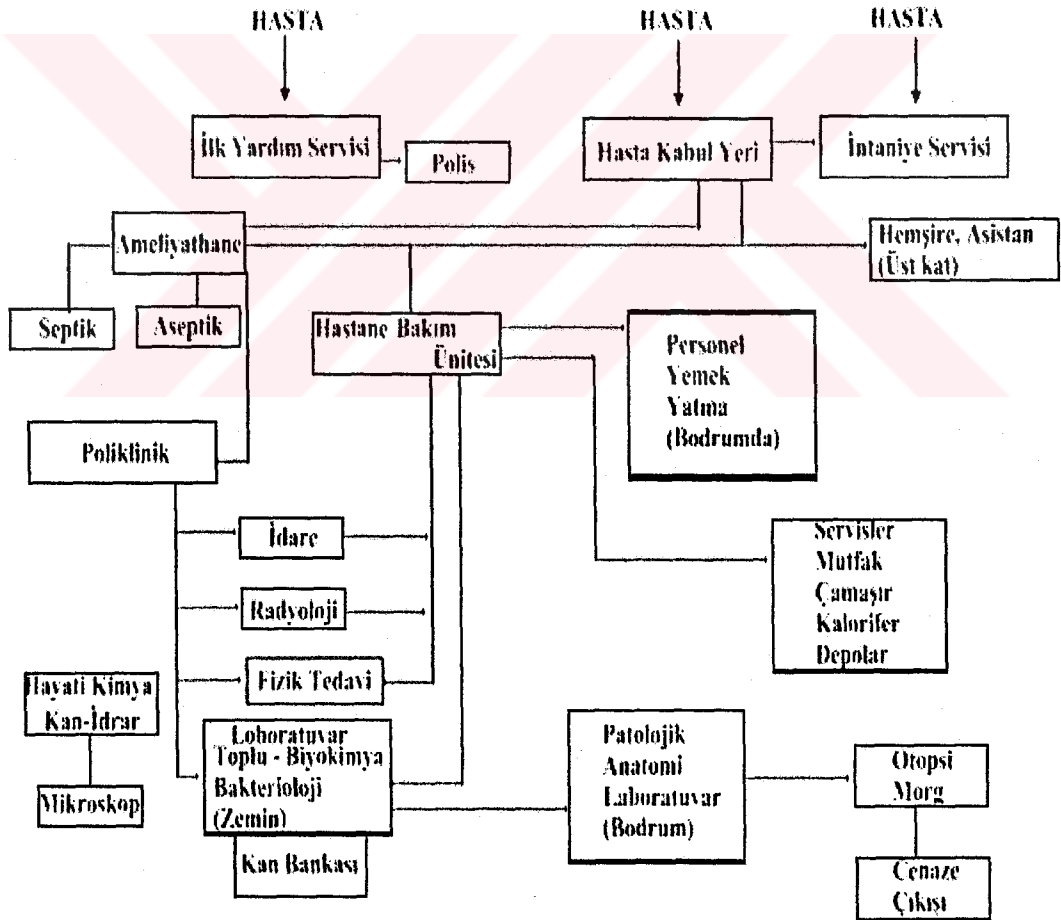 HASTA
HASTA
HASTA
İlk Yardım Servisi
Polis
Hasta Kabul Yeri
İntaniye Servisi
Ameliyathane
Hemşire, Asistan
(Üst kat)
Septik
Aseptik
Hastane Bakım
Ünitesi
Personel
Yemek
Yatma
(Bodrumda)
Poliklinik
İdare
Servisler
Mutfak
Çamaşır
Kalorifer
Depolar
Radyoloji
Fizik Tedavi
Hayati Kimya
Kan-İdrar
Mikroskop
Loboratuvar
Toplu - Biyokimya
Bakterioloji
(Zemin)
Kan Bankası
Patolojik
Anatomi
Laboratuvar
(Bodrum)
Otopsi
Morg
Cenaze
Çıkışı